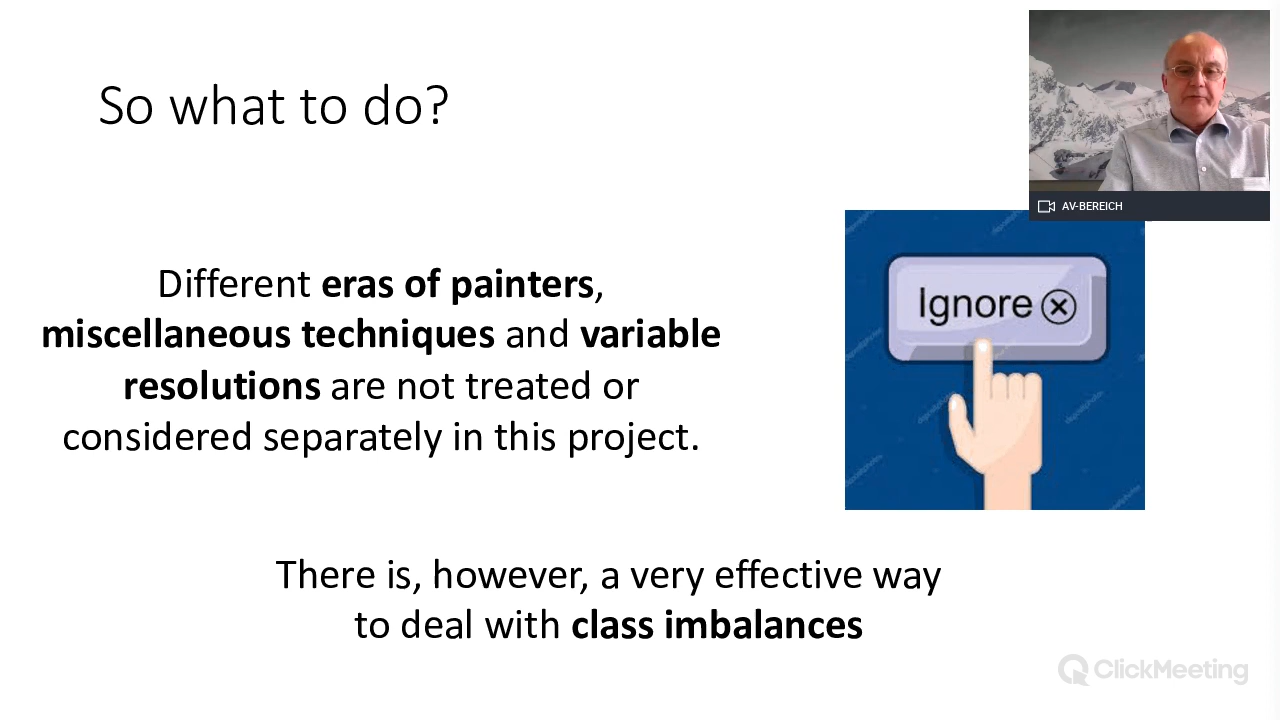 So what to do?
AV-BEREICH
Different eras of painters,
miscellaneous techniques and variable
resolutions are not treated or
considered separately in this project.
Ignore
There is, however, a very effective way
to deal with class imbalances
ClickMeeting